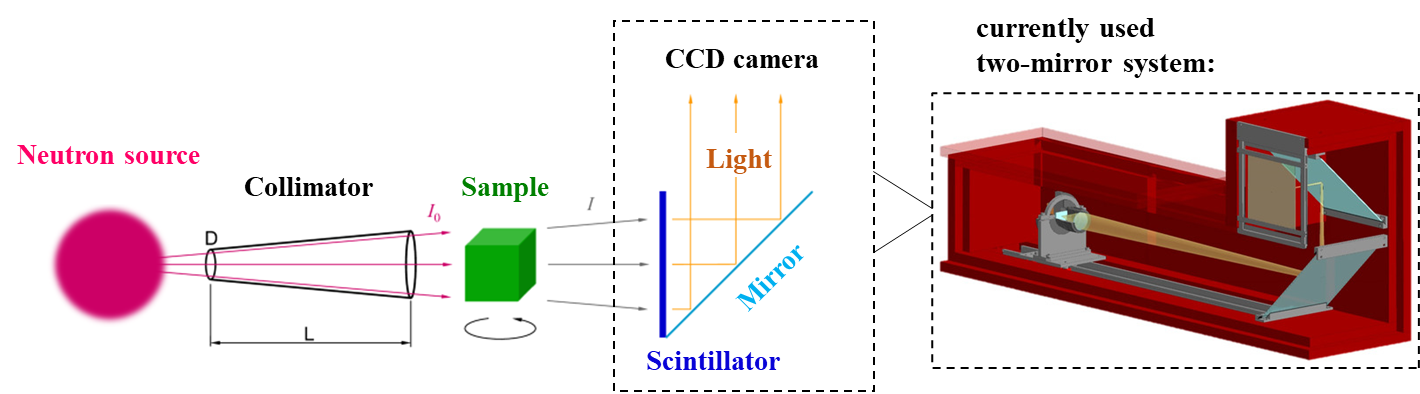 currently used
two-mirror system:
CCD camera
Neutron source
Collimator
Sample
Light
I₀
I
D
Mirror
L
Scintillator